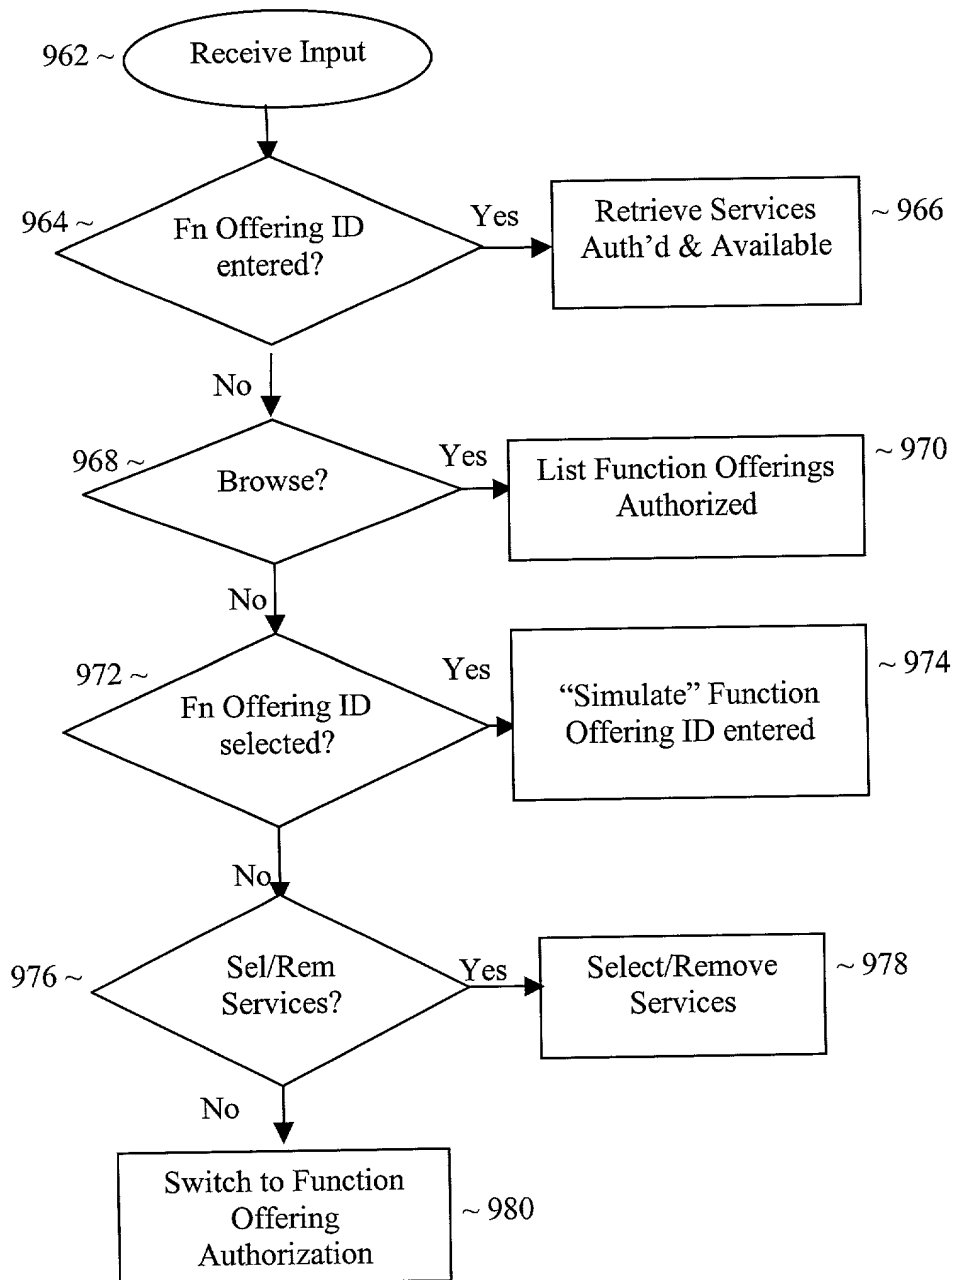 962 ~
Receive Input
964 ~
Fn Offering ID
entered?
Yes
Retrieve Services
Auth'd & Available
~ 966
No
968 ~
Browse?
Yes
List Function Offerings
Authorized
~ 970
No
972 ~
Fn Offering ID
selected?
Yes
“Simulate” Function
Offering ID entered
~ 974
No
976 ~
Sel/Rem
Services?
Yes
Select/Remove
Services
~ 978
No
Switch to Function
Offering
Authorization
~ 980